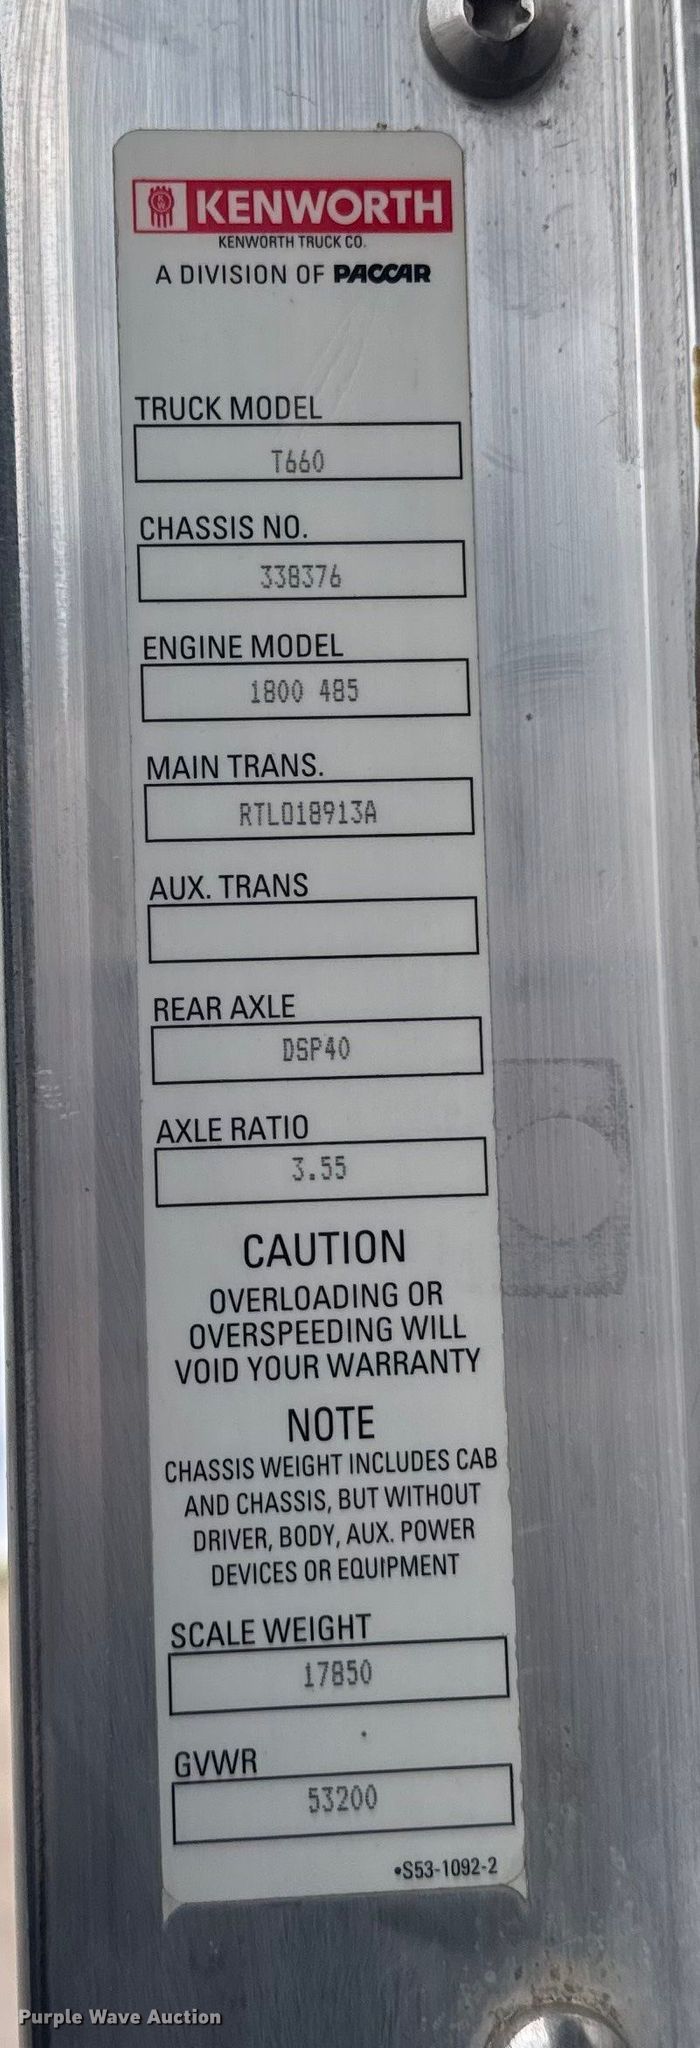 KENWORTH
KENWORTH TRUCK CO.
A DIVISION OF PACCAR
TRUCK MODEL
T660
CHASSIS NO.
338376
ENGINE MODEL
1800 485
MAIN TRANS.
RTLO18913A
AUX. TRANS
REAR AXLE
DSP40
AXLE RATIO
3.55
CAUTION
OVERLOADING OR
OVERSPEEDING WILL
VOID YOUR WARRANTY
NOTE
CHASSIS WEIGHT INCLUDES CAB
AND CHASSIS, BUT WITHOUT
DRIVER, BODY, AUX. POWER
DEVICES OR EQUIPMENT
SCALE WEIGHT
17850
GVWR
53200
•S53-1092-2
Purple Wave Auction